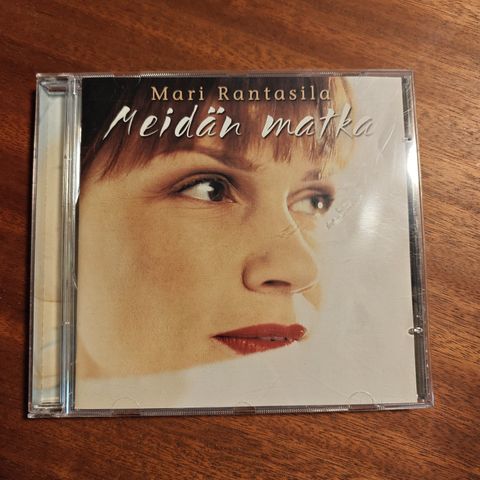 Mari Rantasila
Meidän matka